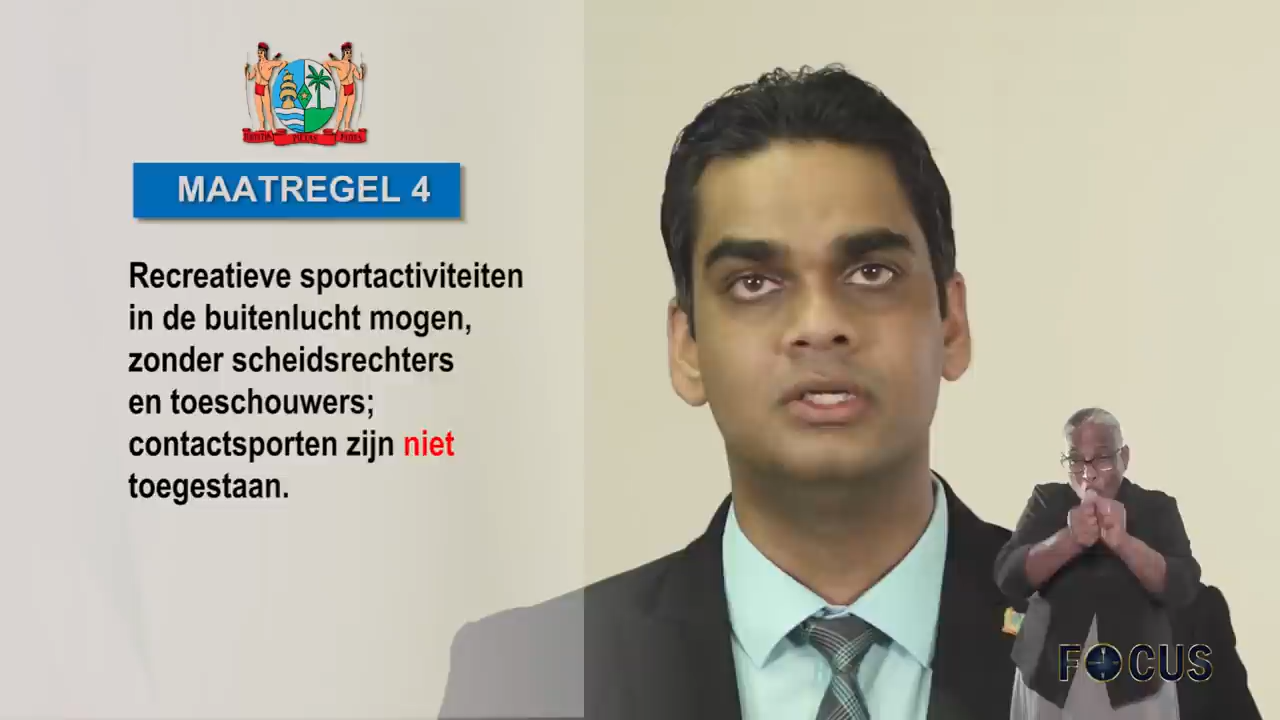 MAATREGEL 4
Recreatieve sportactiviteiten
in de buitenlucht mogen,
zonder scheidsrechters
en toeschouwers;
contactsporten zijn niet
toegestaan.
FOCUS